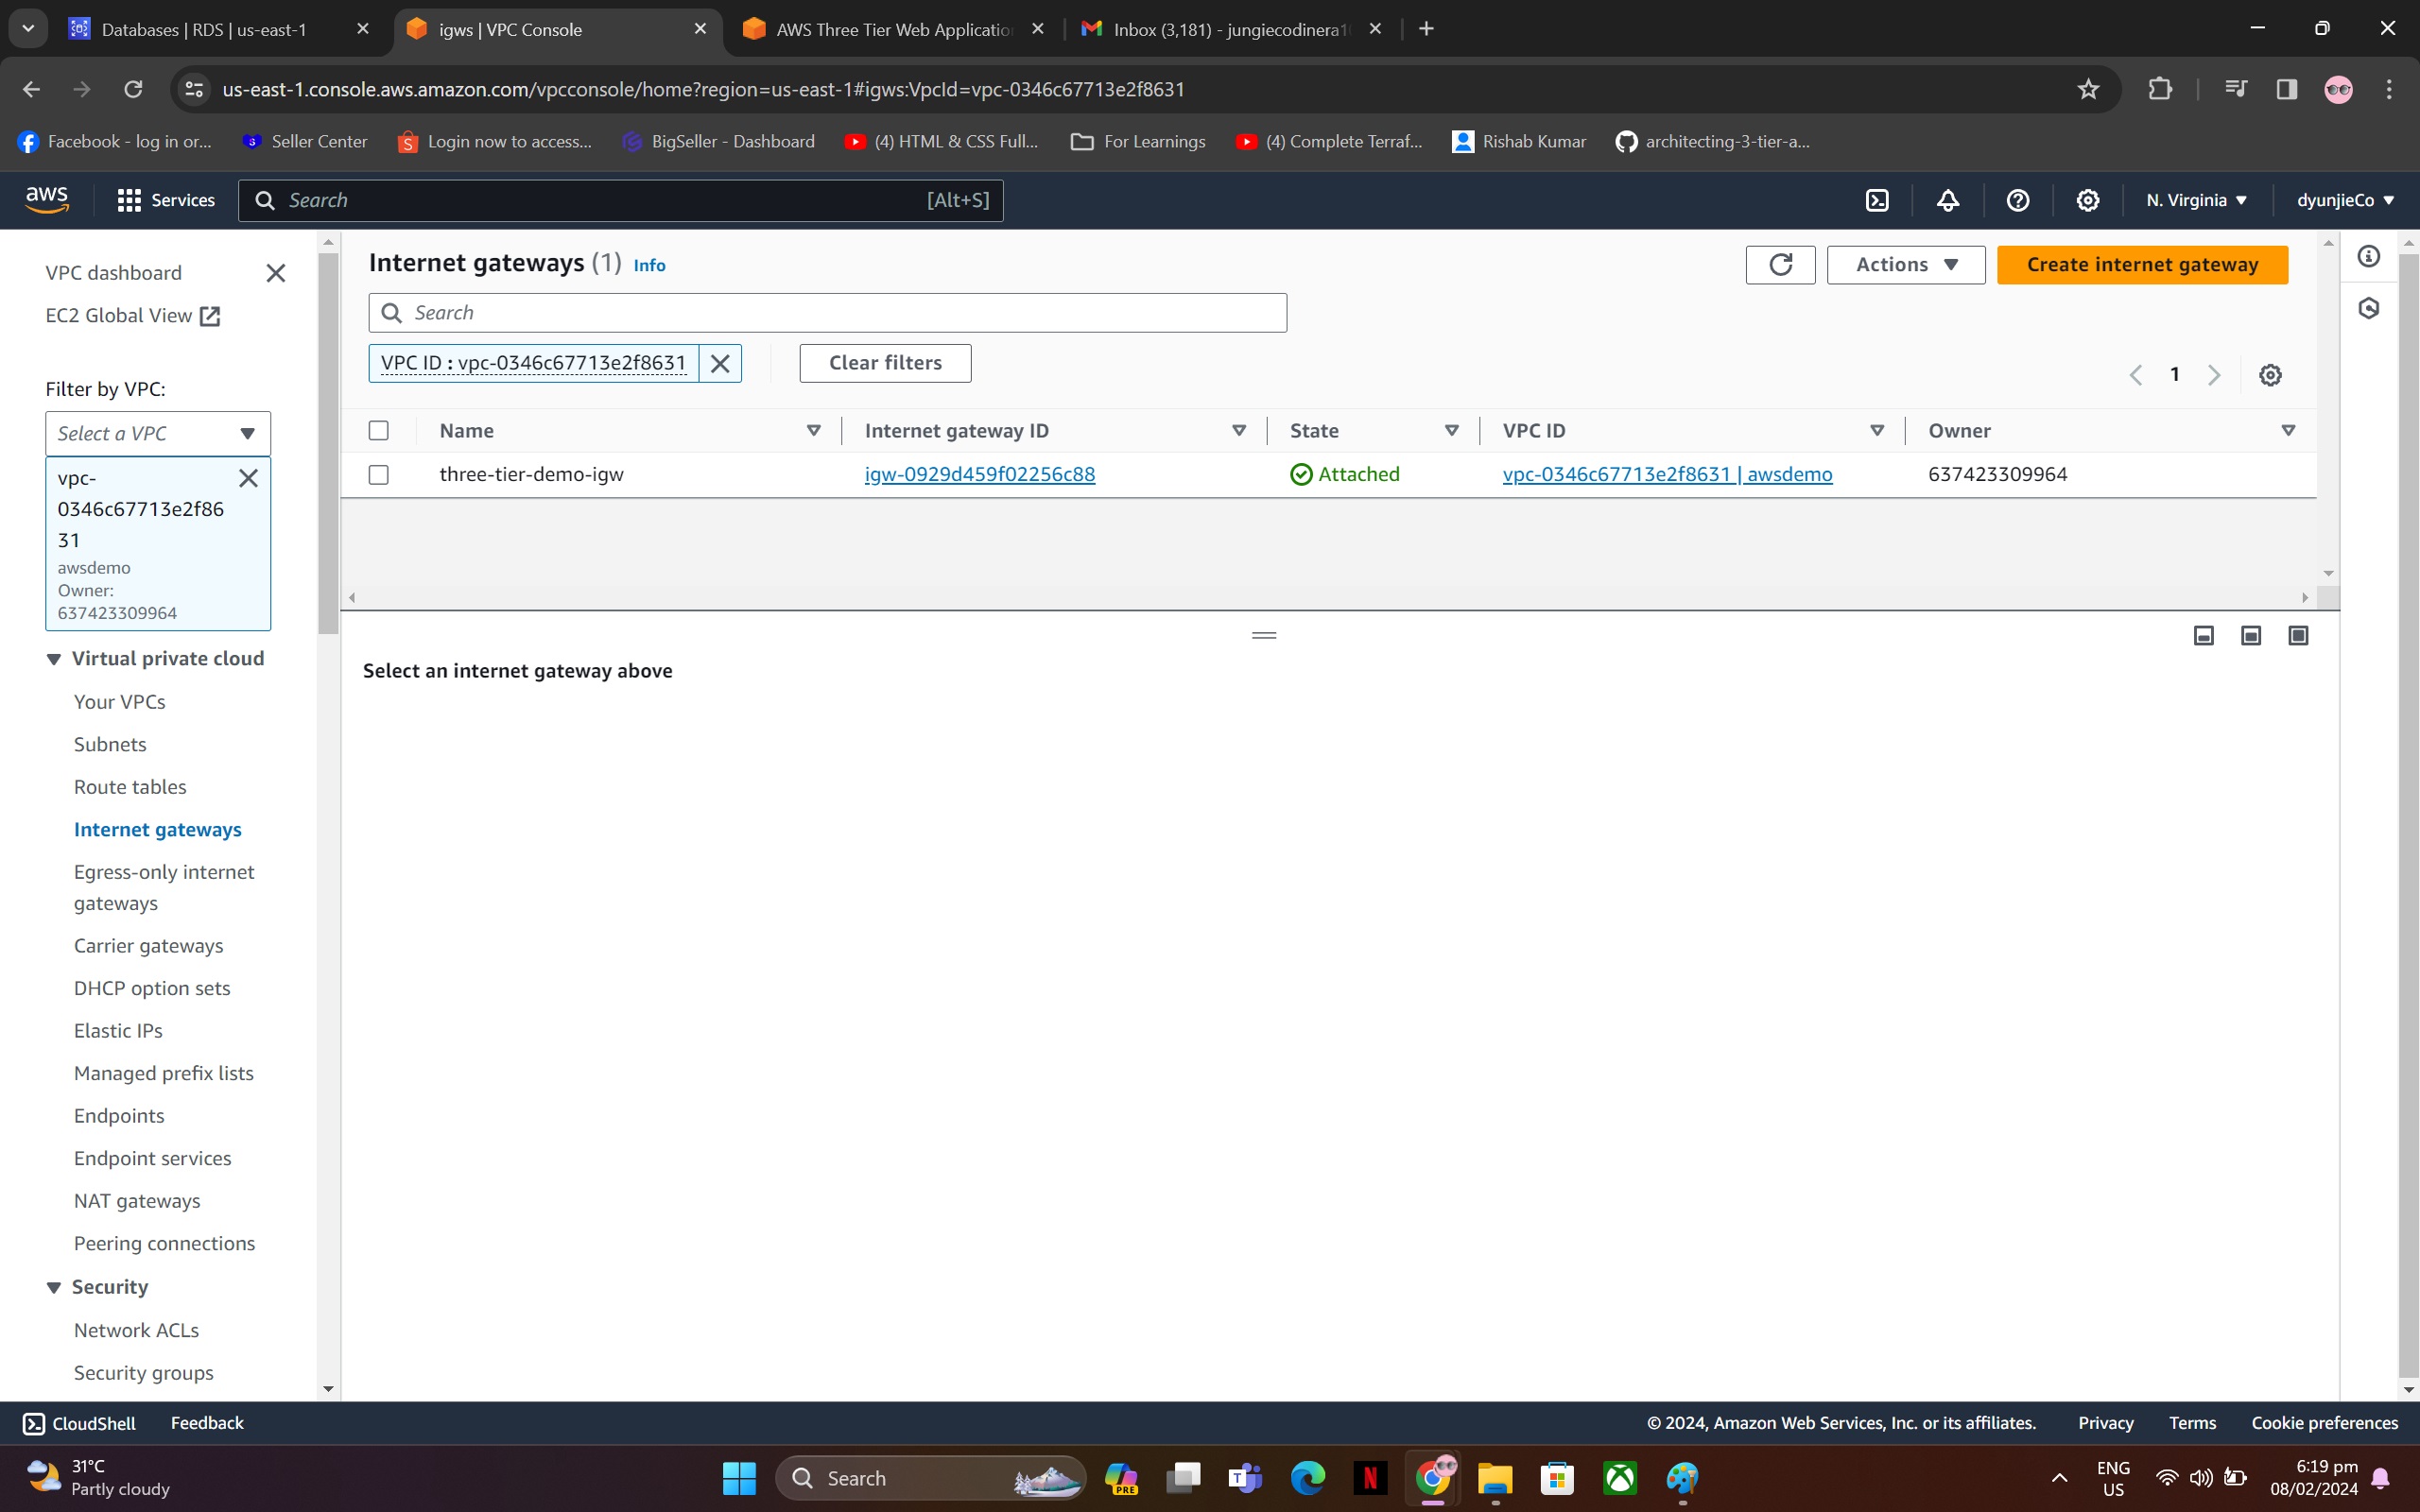 Databases | RDS | us-east-1
igws | VPC Console
AWS Three Tier Web Applicatio
Inbox (3,181) - jungiecodinera1
us-east-1.console.aws.amazon.com/vpcconsole/home?region=us-east-1#igws:VpcId=vpc-0346c67713e2f8631
Facebook - log in or...
Seller Center
Login now to access...
BigSeller - Dashboard
(4) HTML & CSS Full...
For Learnings
(4) Complete Terraf...
Rishab Kumar
architecting-3-tier-a...
aws
Services
Search
[Alt+S]
N. Virginia
dyunjieCo
VPC dashboard
EC2 Global View
Filter by VPC:
Select a VPC
vpc-
0346c67713e2f86
31
awsdemo
Owner:
637423309964
Virtual private cloud
Your VPCs
Subnets
Route tables
Internet gateways
Egress-only internet
gateways
Carrier gateways
DHCP option sets
Elastic IPs
Managed prefix lists
Endpoints
Endpoint services
NAT gateways
Peering connections
Security
Network ACLs
Security groups
Internet gateways (1) Info
Actions
Create internet gateway
Search
VPC ID : vpc-0346c67713e2f8631
Clear filters
1
Name
Internet gateway ID
State
VPC ID
Owner
three-tier-demo-igw
igw-0929d459f02256c88
Attached
vpc-0346c67713e2f8631 | awsdemo
637423309964
Select an internet gateway above
CloudShell
Feedback
© 2024, Amazon Web Services, Inc. or its affiliates.
Privacy
Terms
Cookie preferences
31°C
Partly cloudy
Search
PRE
T
N
ENG
US
6:19 pm
08/02/2024